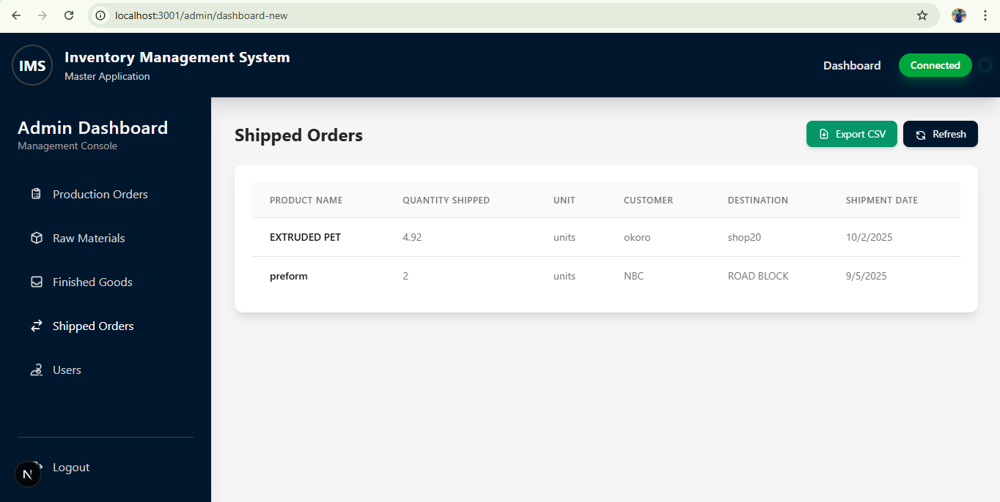 localhost:3001/admin/dashboard-new
IMS
Inventory Management System
Master Application
Dashboard
Connected
Admin Dashboard
Management Console
Production Orders
Raw Materials
Finished Goods
Shipped Orders
Users
Logout
N
Shipped Orders
Export CSV
Refresh
PRODUCT NAME QUANTITY SHIPPED UNIT CUSTOMER DESTINATION SHIPMENT DATE
EXTRUDED PET 4.92 units okoro shop20 10/2/2025
preform 2 units NBC ROAD BLOCK 9/5/2025